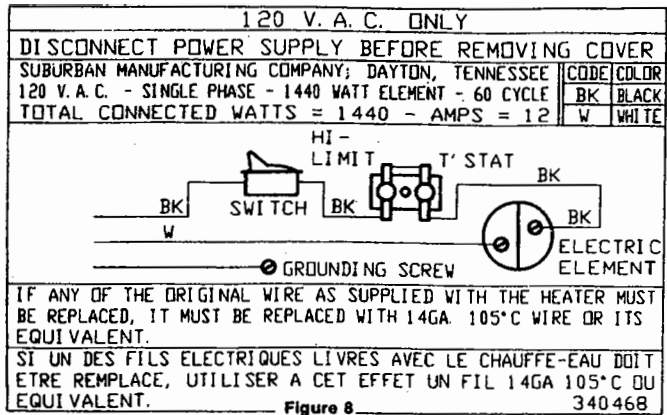 120 V. A. C. ONLY
DISCONNECT POWER SUPPLY BEFORE REMOVING COVER
SUBURBAN MANUFACTURING COMPANY; DAYTON, TENNESSEE
120 V. A. C. - SINGLE PHASE - 1440 WATT ELEMENT - 60 CYCLE
TOTAL CONNECTED WATTS = 1440 - AMPS = 12
CODE COLOR
BK BLACK
W WHITE
HI-
LIMIT T'STAT
BK
BK SWITCH BK BK
W
ELECTRIC
GROUNDING SCREW ELEMENT
IF ANY OF THE ORIGINAL WIRE AS SUPPLIED WITH THE HEATER MUST
BE REPLACED, IT MUST BE REPLACED WITH 14GA. 105°C WIRE OR ITS
EQUIVALENT.
SI UN DES FILS ELECTRIQUES LIVRES AVEC LE CHAUFFE-EAU DOIT
ETRE REMPLACE, UTILISER A CET EFFET UN FIL 14GA 105°C OU
EQUIVALENT. 340468
Figure 8